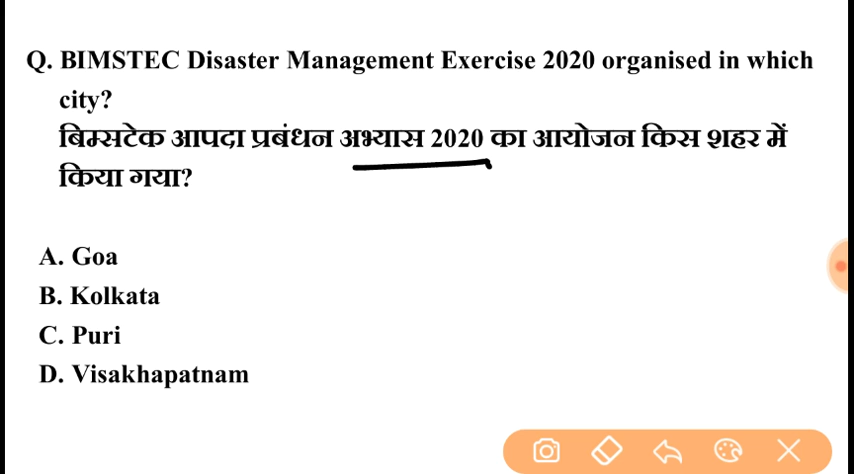 Q. BIMSTEC Disaster Management Exercise 2020 organised in which
city?
बिम्सटेक आपदा प्रबंधन अभ्यास 2020 का आयोजन किस शहर में
किया गया?
A. Goa
B. Kolkata
C. Puri
D. Visakhapatnam